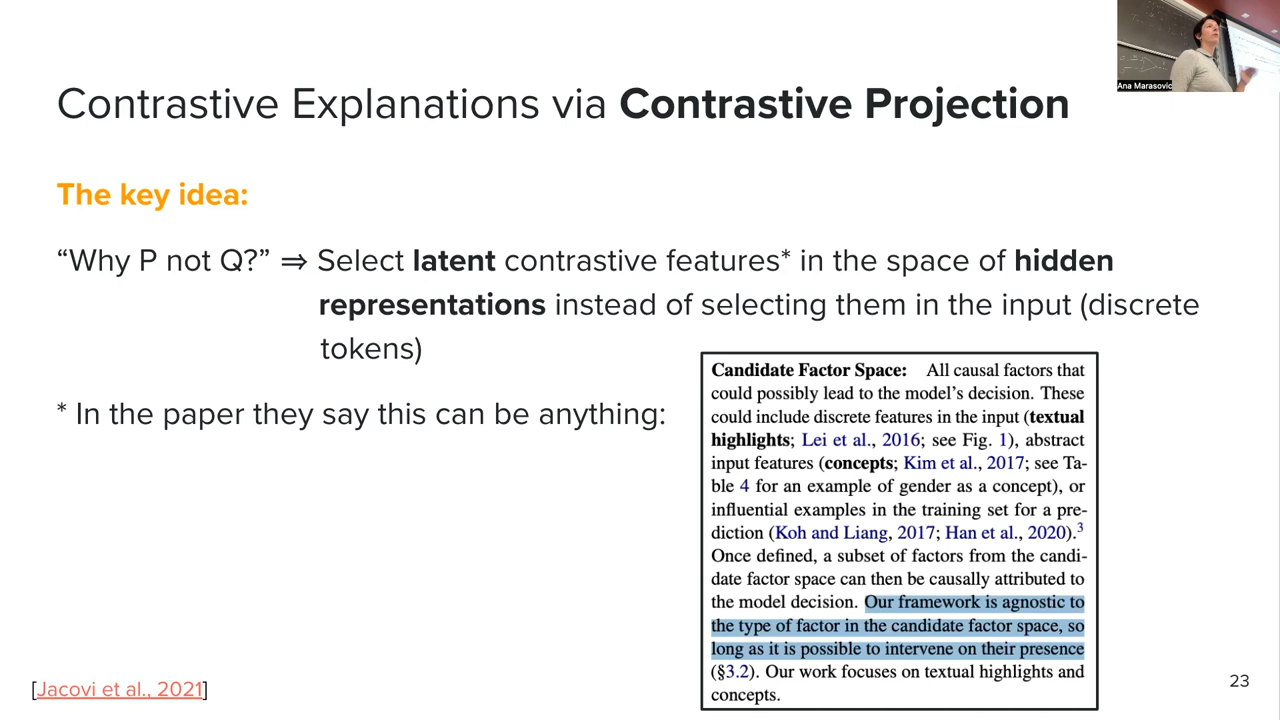 Ana Marasovic
Contrastive Explanations via Contrastive Projection
The key idea:
“Why P not Q?” ⇒ Select latent contrastive features* in the space of hidden
representations instead of selecting them in the input (discrete
tokens)
* In the paper they say this can be anything:
Candidate Factor Space: All causal factors that
could possibly lead to the model’s decision. These
could include discrete features in the input (textual
highlights; Lei et al., 2016; see Fig. 1), abstract
input features (concepts; Kim et al., 2017; see Ta-
ble 4 for an example of gender as a concept), or
influential examples in the training set for a pre-
diction (Koh and Liang, 2017; Han et al., 2020).3
Once defined, a subset of factors from the candi-
date factor space can then be causally attributed to
the model decision. Our framework is agnostic to
the type of factor in the candidate factor space, so
long as it is possible to intervene on their presence
(§3.2). Our work focuses on textual highlights and
concepts.
[Jacovi et al., 2021]
23